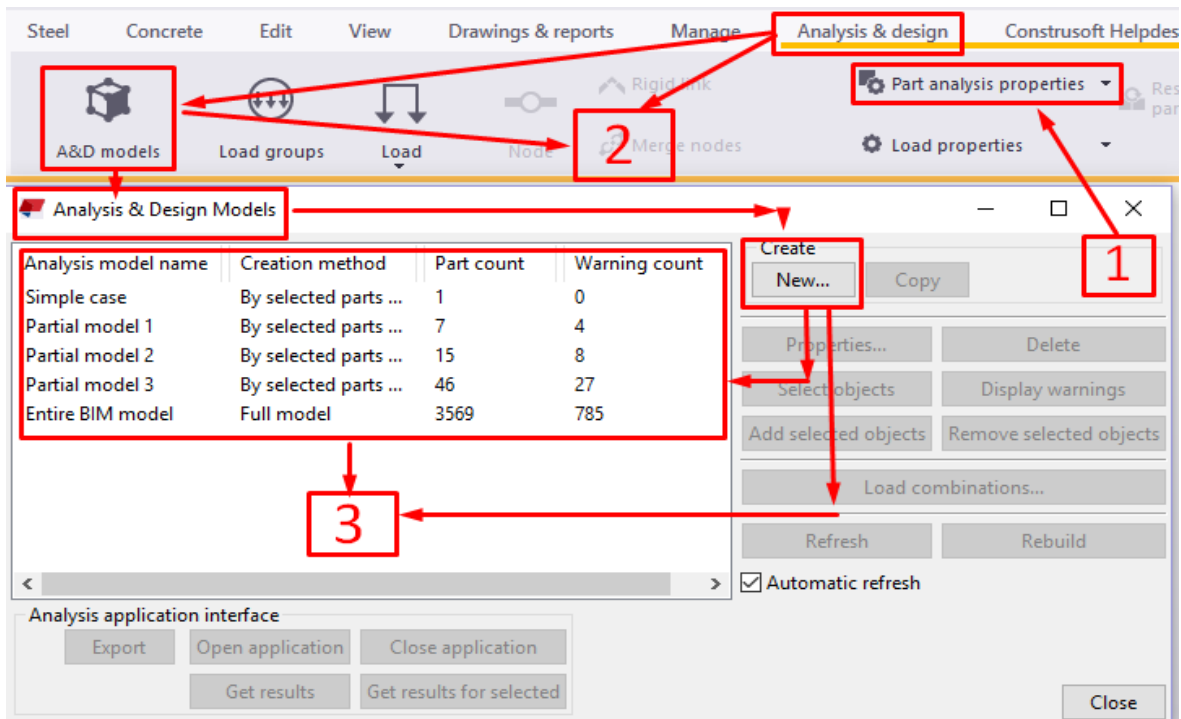 Steel Concrete Edit View Drawings & reports Manage Analysis & design Construsoft Helpdes
A&D models
Load groups
Load
Node
Rigid link
Merge nodes
2
Part analysis properties
Load properties
Res
par
1
Analysis & Design Models
Analysis model name Creation method Part count Warning count
Simple case By selected parts ... 1 0
Partial model 1 By selected parts ... 7 4
Partial model 2 By selected parts ... 15 8
Partial model 3 By selected parts ... 46 27
Entire BIM model Full model 3569 785
3
Create
New... Copy
Properties... Delete
Select objects Display warnings
Add selected objects Remove selected objects
Load combinations...
Refresh Rebuild
Automatic refresh
Analysis application interface
Export Open application Close application
Get results Get results for selected
Close